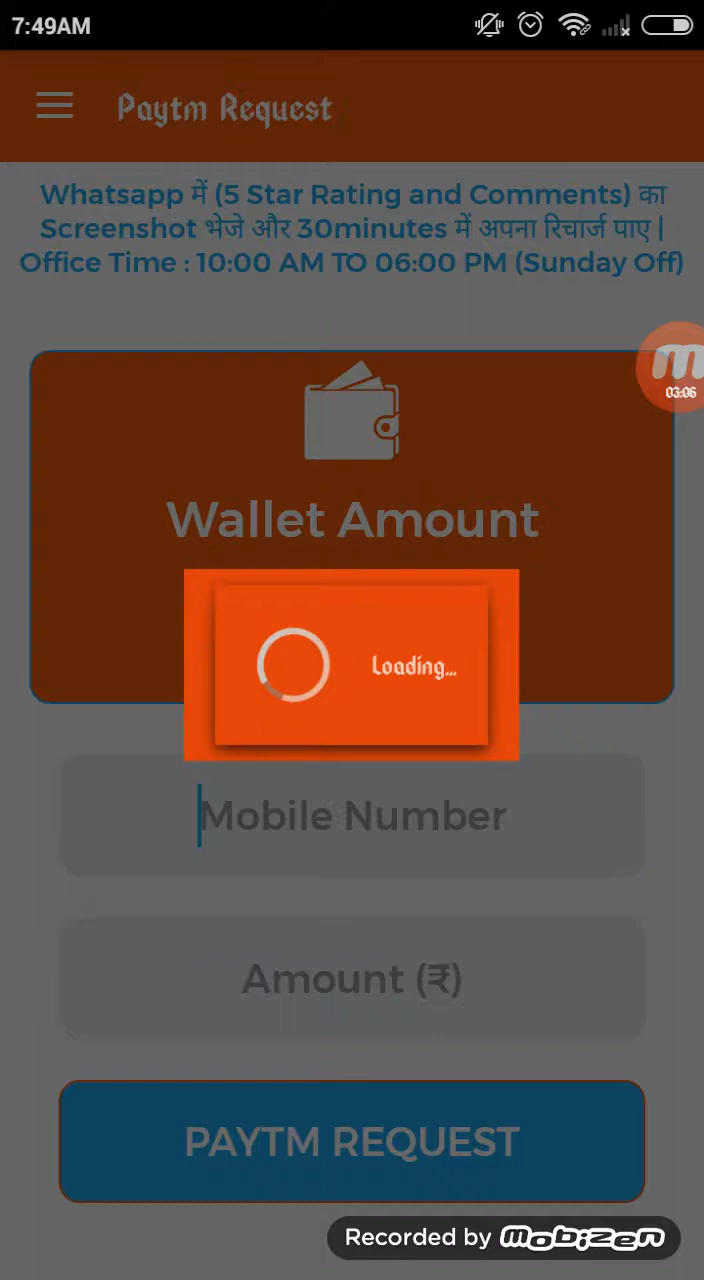 7:49AM
Paytm Request
Whatsapp में (5 Star Rating and Comments) का
Screenshot भेजे और 30minutes में अपना रिचार्ज पाए |
Office Time : 10:00 AM TO 06:00 PM (Sunday Off)
m
03:06
Wallet Amount
Loading...
Mobile Number
Amount (₹)
PAYTM REQUEST
Recorded by mobizen